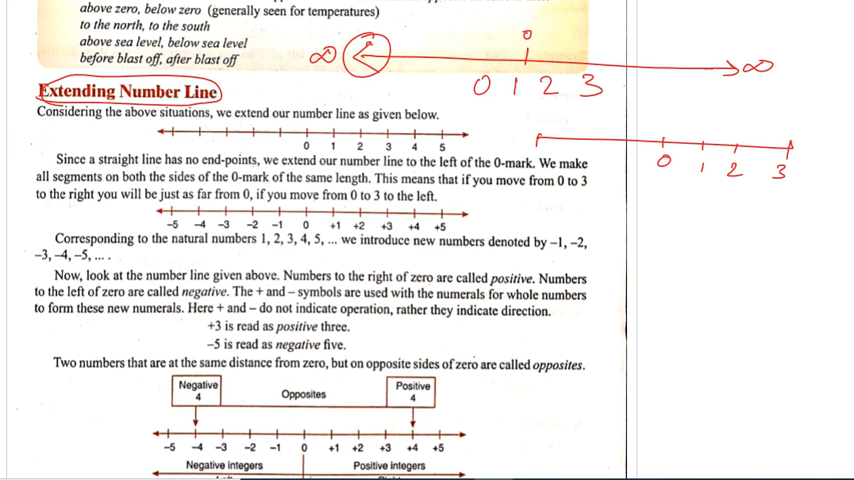 above zero, below zero (generally seen for temperatures)
to the north, to the south
above sea level, below sea level
before blast off, after blast off
∞ ∞
0
0 1 2 3
Extending Number Line
Considering the above situations, we extend our number line as given below.
0 1 2 3 4 5
0 1 2 3
Since a straight line has no end-points, we extend our number line to the left of the 0-mark. We make
all segments on both the sides of the 0-mark of the same length. This means that if you move from 0 to 3
to the right you will be just as far from 0, if you move from 0 to 3 to the left.
–5 –4 –3 –2 –1 0 +1 +2 +3 +4 +5
Corresponding to the natural numbers 1, 2, 3, 4, 5, ... we introduce new numbers denoted by –1, –2,
–3, –4, –5, ... .
Now, look at the number line given above. Numbers to the right of zero are called positive. Numbers
to the left of zero are called negative. The + and – symbols are used with the numerals for whole numbers
to form these new numerals. Here + and – do not indicate operation, rather they indicate direction.
+3 is read as positive three.
–5 is read as negative five.
Two numbers that are at the same distance from zero, but on opposite sides of zero are called opposites.
Negative
4
Opposites
Positive
4
–5 –4 –3 –2 –1 0 +1 +2 +3 +4 +5
Negative integers Positive integers